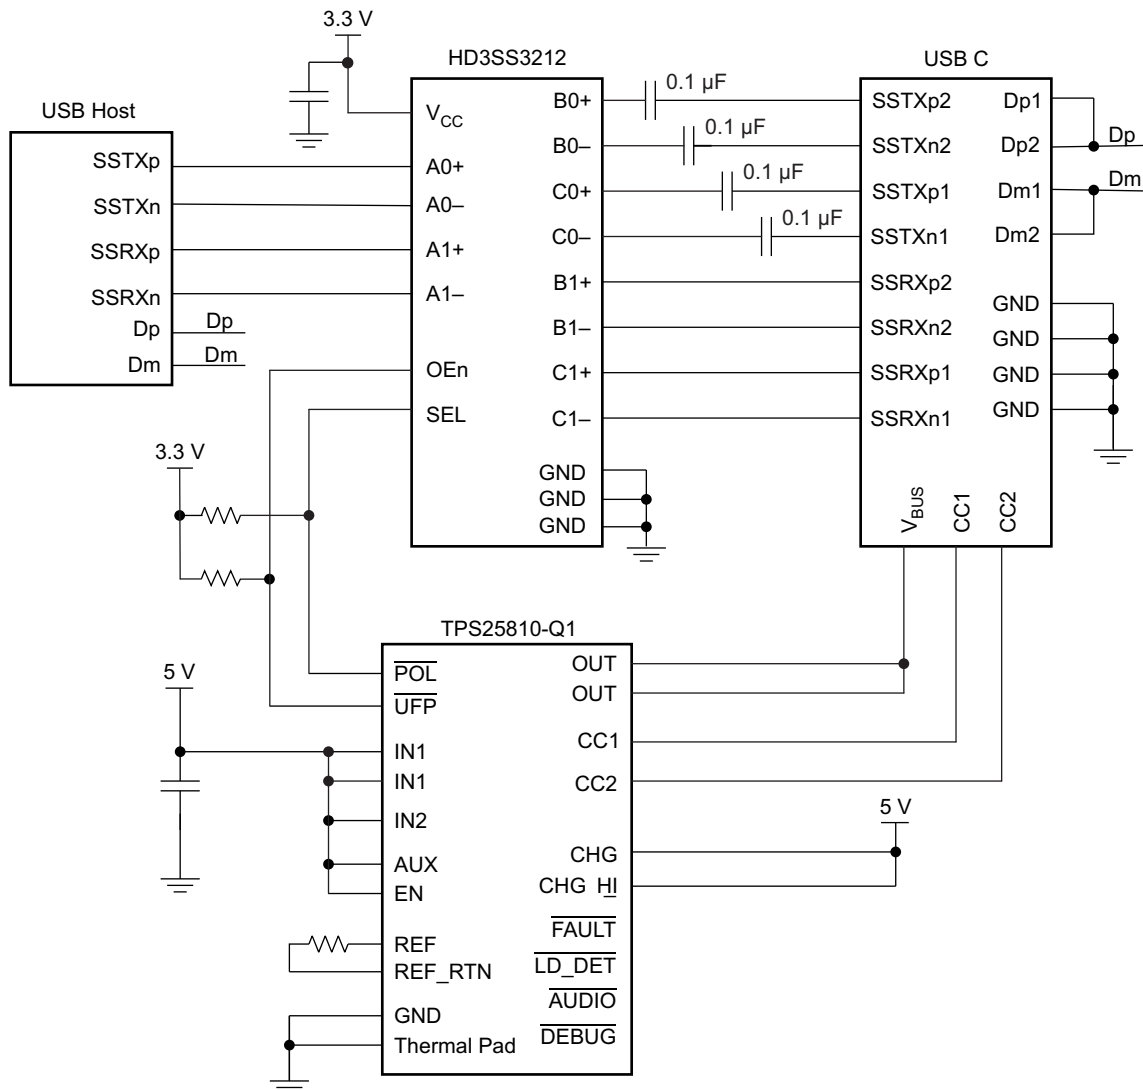 3.3 V
HD3SS3212
USB C
USB Host
VCC
B0+
0.1 µF
SSTXp2
Dp1
SSTXp
A0+
B0–
0.1 µF
SSTXn2
Dp2
Dp
SSTXn
A0–
C0+
0.1 µF
SSTXp1
Dm1
Dm
SSRXp
A1+
C0–
0.1 µF
SSTXn1
Dm2
SSRXn
A1–
B1+
SSRXp2
GND
Dp
Dp
B1–
SSRXn2
GND
Dm
Dm
OEn
C1+
SSRXp1
GND
SEL
C1–
SSRXn1
GND
3.3 V
GND
GND
GND
VBUS
CC1
CC2
TPS25810-Q1
POL
OUT
5 V
UFP
OUT
IN1
CC1
IN1
CC2
IN2
5 V
AUX
CHG
EN
CHG_HI
FAULT
REF
LD_DET
REF_RTN
AUDIO
GND
DEBUG
Thermal Pad